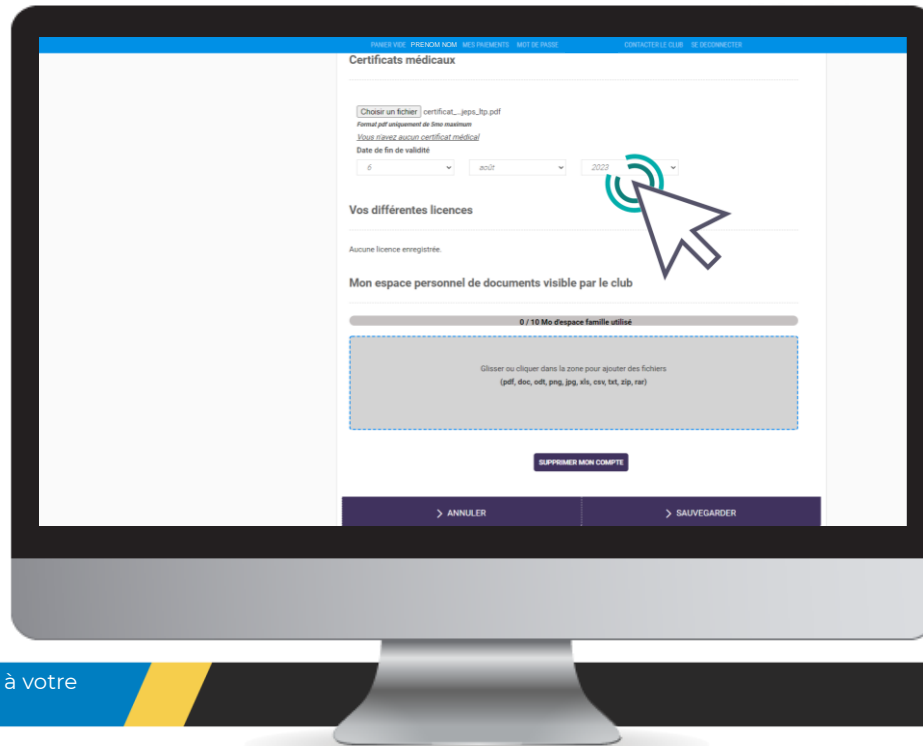 PANIER VIDE PRENOM NOM MES PAIEMENTS MOT DE PASSE CONTACTER LE CLUB SE DECONNECTER
Certificats médicaux
Choisir un fichier certificat_...jeps_ltp.pdf
Format pdf uniquement de 5mo maximum
Vous n'avez aucun certificat médical
Date de fin de validité
6 août 2023
Vos différentes licences
Aucune licence enregistrée.
Mon espace personnel de documents visible par le club
0 / 10 Mo d'espace famille utilisé
Glisser ou cliquer dans la zone pour ajouter des fichiers
(pdf, doc, odt, png, jpg, xls, csv, txt, zip, rar)
SUPPRIMER MON COMPTE
> ANNULER > SAUVEGARDER
à votre